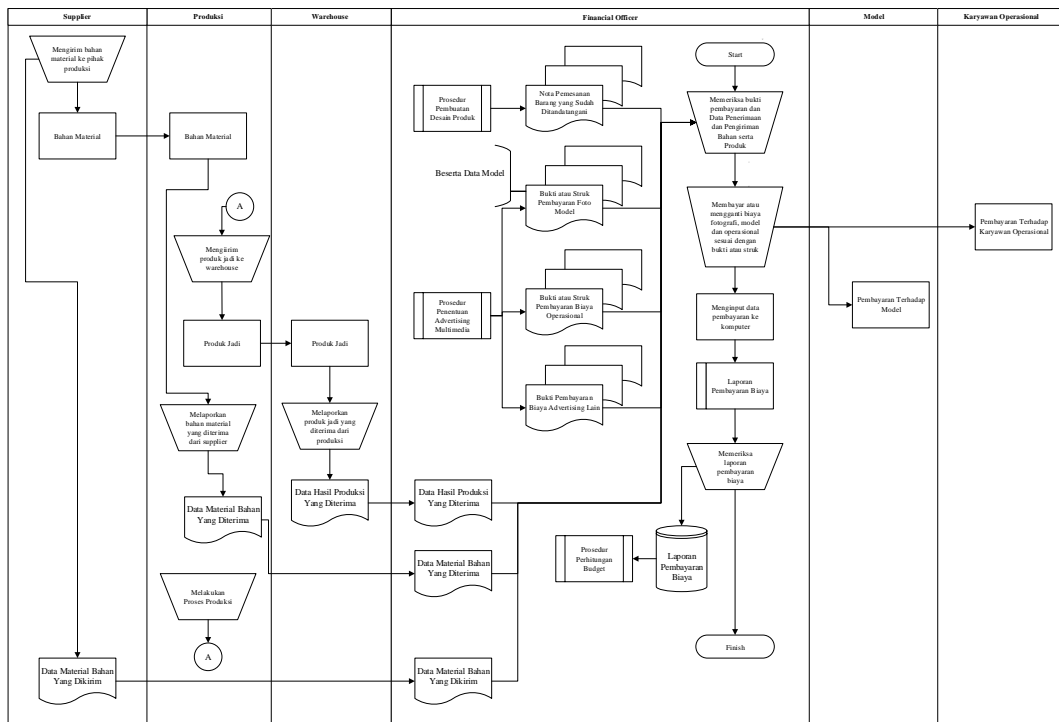 Supplier
Produksi
Warehouse
Financial Officer
Model
Karyawan Operasional
Mengirim bahan
material ke pihak
produksi
Bahan Material
Data Material Bahan
Yang Dikirim
Bahan Material
A
Mengiirim
produk jadi ke
warehouse
Produk Jadi
Melaporkan
bahan material
yang diterima
dari supplier
Data Material Bahan
Yang Diterima
Melakukan
Proses Produksi
A
Produk Jadi
Melaporkan
produk jadi yang
diterima dari
produksi
Data Hasil Produksi
Yang Diterima
Prosedur
Pembuatan
Desain Produk
Nota Pemesanan
Barang yang Sudah
Ditandatangani
Beserta Data Model
Bukti atau Struk
Pembayaran Foto
Model
Prosedur
Penentuan
Advertising
Multimedia
Bukti atau Struk
Pembayaran Biaya
Operasional
Bukti Pembayaran
Biaya Advertising Lain
Data Hasil Produksi
Yang Diterima
Data Material Bahan
Yang Diterima
Data Material Bahan
Yang Dikirim
Start
Memeriksa bukti
pembayaran dan
Data Penerimaan
dan Pengiriman
Bahan serta
Produk
Membayar atau
mengganti biaya
fotografi, model
dan operasional
sesuai dengan
bukti atau struk
Menginput data
pembayaran ke
komputer
Laporan
Pembayaran Biaya
Memeriksa
laporan
pembayaran
biaya
Prosedur
Perhitungan
Budget
Laporan
Pembayaran
Biaya
Finish
Pembayaran Terhadap
Model
Pembayaran Terhadap
Karyawan Operasional